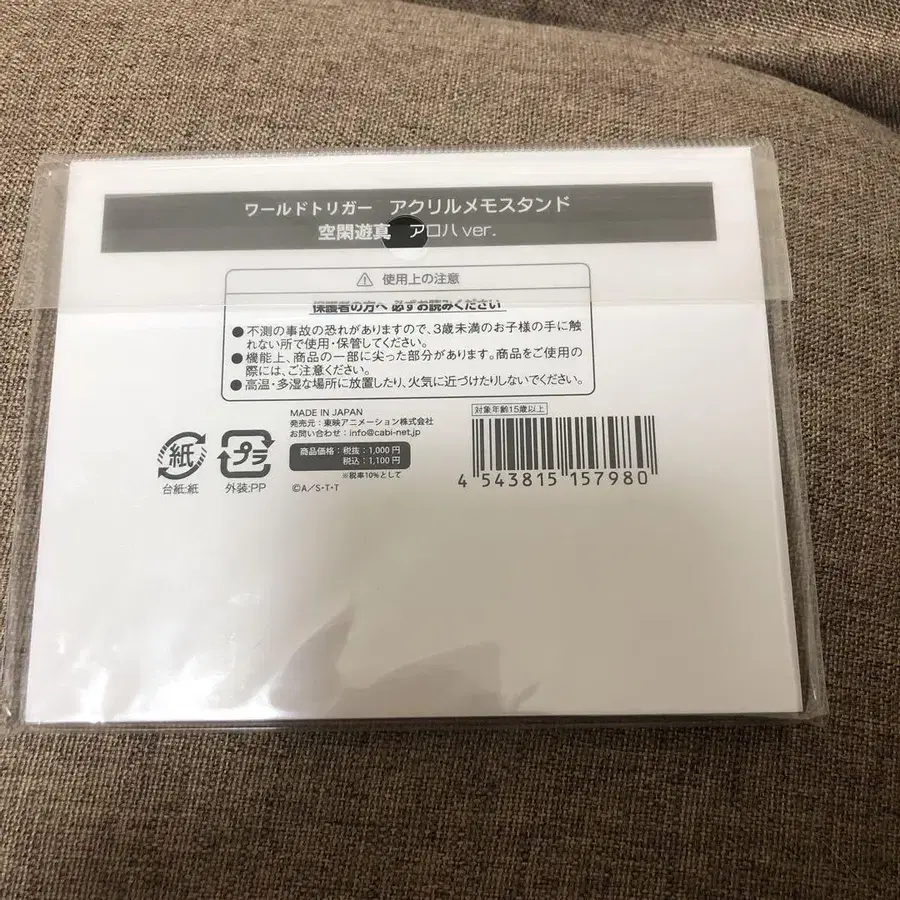 ワールドトリガー　アクリルメモスタンド
空閑遊真　アロハ ver.
使用上の注意
保護者の方へ 必ずお読みください
●不測の事故の恐れがありますので、3歳未満のお子様の手に触
れない所で使用・保管してください。
●機能上、商品の一部に尖った部分があります。商品をご使用の
際には、ご注意ください。
●高温・多湿な場所に放置したり、火気に近づけたりしないでください。
紙
台紙:紙
プラ
外装:PP
MADE IN JAPAN
発売元：東映アニメーション株式会社
お問い合わせ：info@cabi-net.jp
商品価格：税抜：1,000 円
税込：1,100 円
※税率10%として
©A／S･T･T
対象年齢15歳以上
4 543815 157980